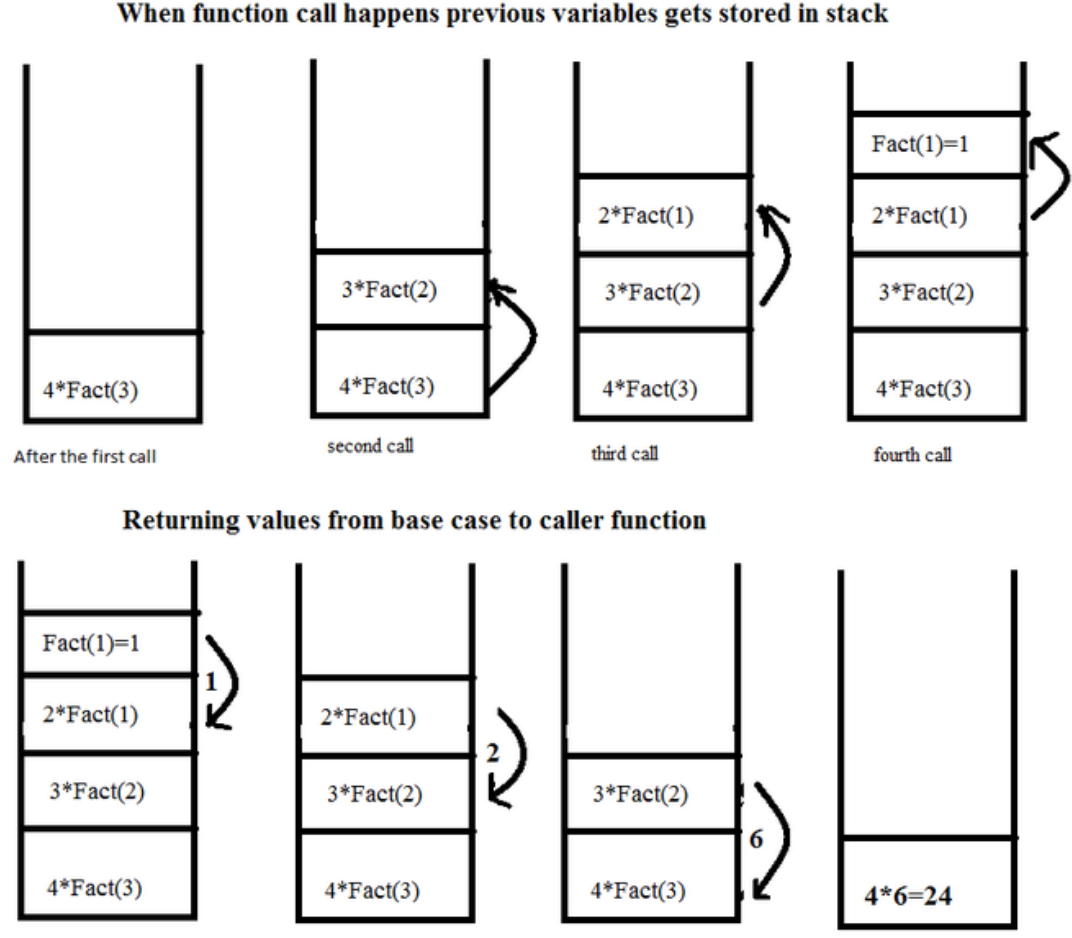 When function call happens previous variables gets stored in stack
4*Fact(3)
After the first call
3*Fact(2)
4*Fact(3)
second call
2*Fact(1)
3*Fact(2)
4*Fact(3)
third call
Fact(1)=1
2*Fact(1)
3*Fact(2)
4*Fact(3)
fourth call
Returning values from base case to caller function
Fact(1)=1
1
2*Fact(1)
3*Fact(2)
4*Fact(3)
2*Fact(1)
2
3*Fact(2)
4*Fact(3)
3*Fact(2)
6
4*Fact(3)
4*6=24